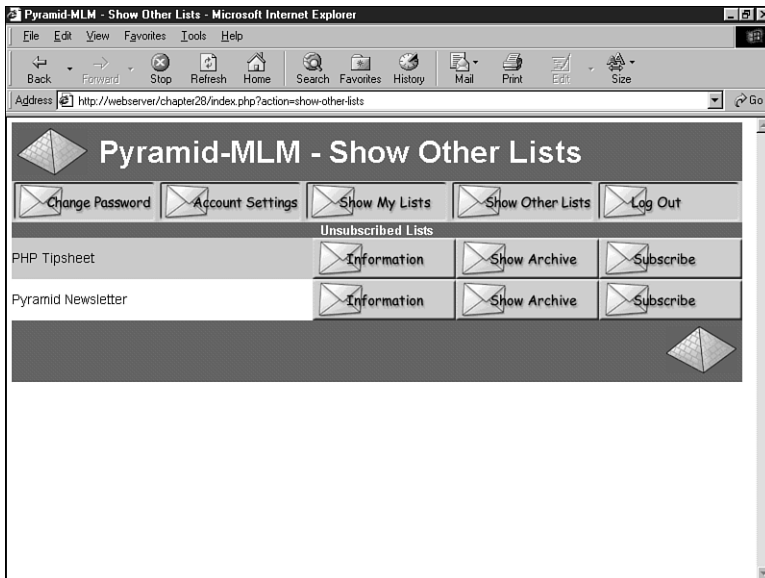 Pyramid-MLM - Show Other Lists - Microsoft Internet Explorer
File Edit View Favorites Tools Help
Back Forward Stop Refresh Home Search Favorites History Mail Print Edit Size
Address http://webserver/chapter28/index.php?action=show-other-lists Go
Pyramid-MLM - Show Other Lists
Change Password Account Settings Show My Lists Show Other Lists Log Out
Unsubscribed Lists
PHP Tipsheet Information Show Archive Subscribe
Pyramid Newsletter Information Show Archive Subscribe